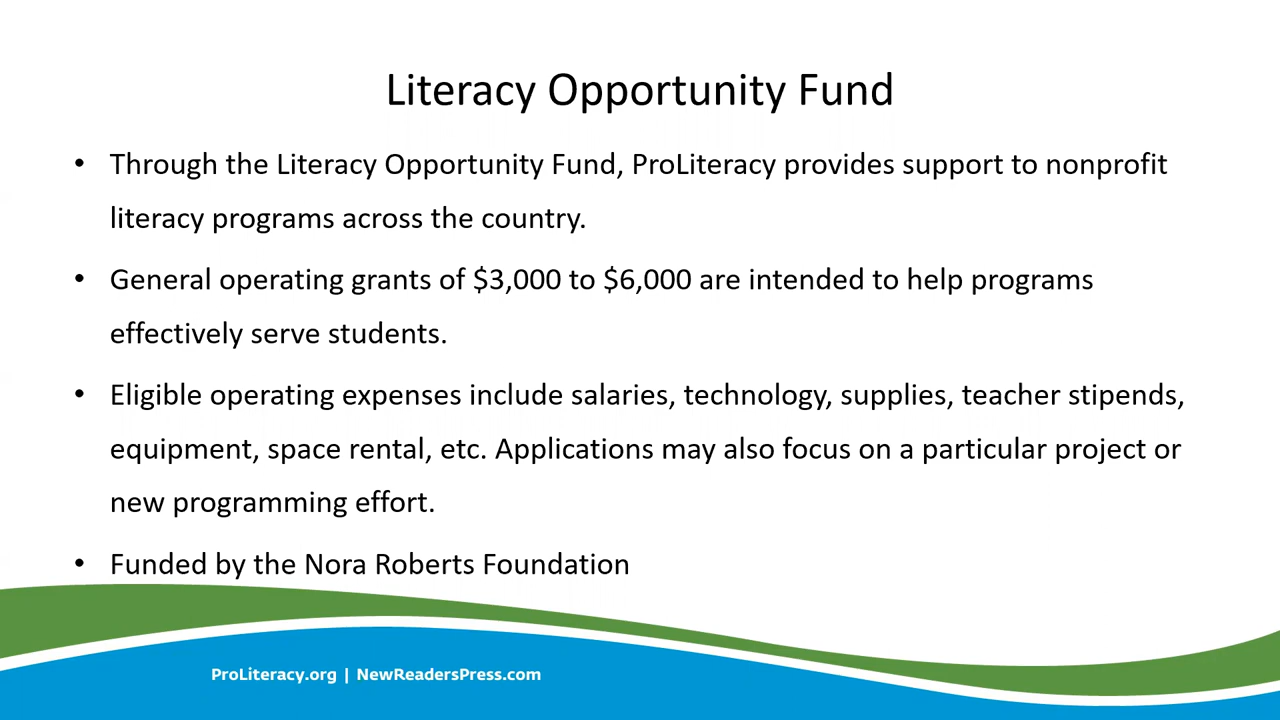 Literacy Opportunity Fund
• Through the Literacy Opportunity Fund, ProLiteracy provides support to nonprofit
literacy programs across the country.
• General operating grants of $3,000 to $6,000 are intended to help programs
effectively serve students.
• Eligible operating expenses include salaries, technology, supplies, teacher stipends,
equipment, space rental, etc. Applications may also focus on a particular project or
new programming effort.
• Funded by the Nora Roberts Foundation
ProLiteracy.org | NewReadersPress.com